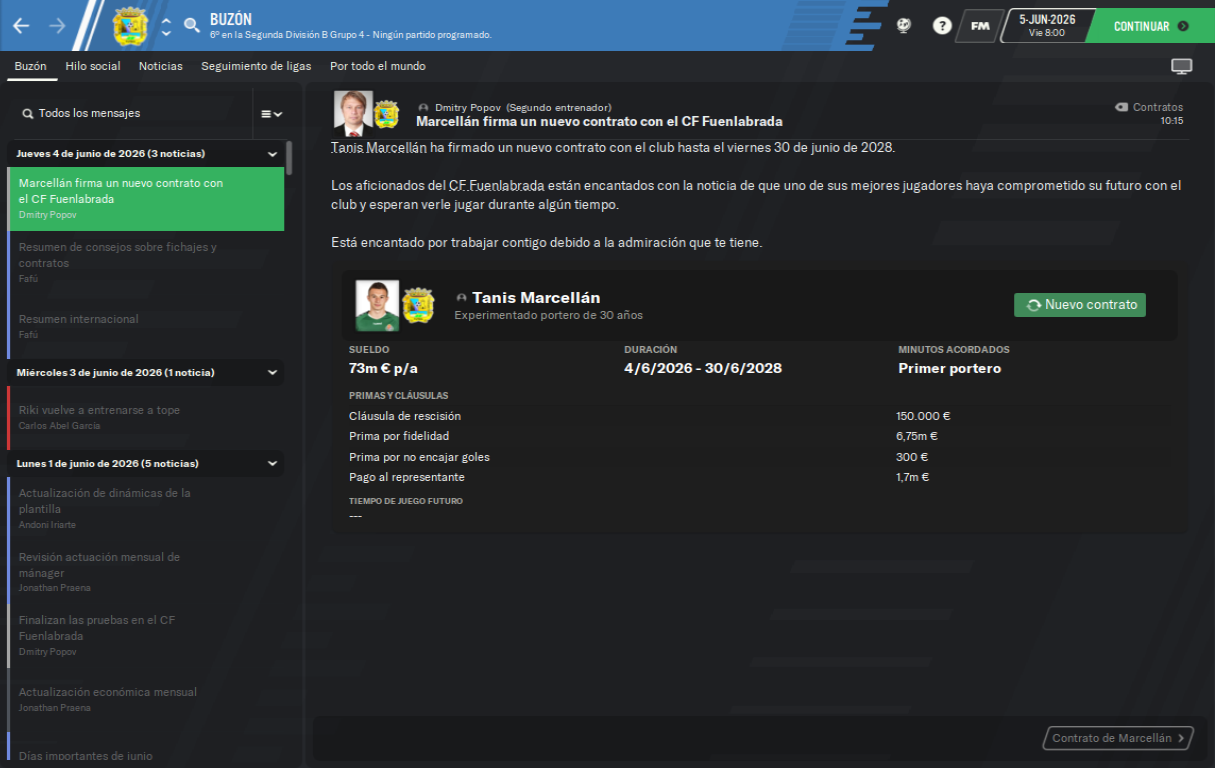 BUZÓN
6º en la Segunda División B Grupo 4 - Ningún partido programado.
?
FM
5-JUN-2026
Vie 8:00
CONTINUAR
Buzón
Hilo social
Noticias
Seguimiento de ligas
Por todo el mundo
Todos los mensajes
Jueves 4 de junio de 2026 (3 noticias)
Marcellán firma un nuevo contrato con
el CF Fuenlabrada
Dmitry Popov
Resumen de consejos sobre fichajes y
contratos
Fafú
Resumen internacional
Fafú
Miércoles 3 de junio de 2026 (1 noticia)
Riki vuelve a entrenarse a tope
Carlos Abel García
Lunes 1 de junio de 2026 (5 noticias)
Actualización de dinámicas de la
plantilla
Andoni Iriarte
Revisión actuación mensual de
mánager
Jonathan Praena
Finalizan las pruebas en el CF
Fuenlabrada
Dmitry Popov
Actualización económica mensual
Jonathan Praena
Días importantes de junio
Dmitry Popov (Segundo entrenador)
Marcellán firma un nuevo contrato con el CF Fuenlabrada
Contratos
10:15
Tanis Marcellán ha firmado un nuevo contrato con el club hasta el viernes 30 de junio de 2028.
Los aficionados del CF Fuenlabrada están encantados con la noticia de que uno de sus mejores jugadores haya comprometido su futuro con el
club y esperan verle jugar durante algún tiempo.
Está encantado por trabajar contigo debido a la admiración que te tiene.
Tanis Marcellán
Experimentado portero de 30 años
Nuevo contrato
SUELDO
DURACIÓN
MINUTOS ACORDADOS
73m € p/a
4/6/2026 - 30/6/2028
Primer portero
PRIMAS Y CLÁUSULAS
Cláusula de rescisión
150.000 €
Prima por fidelidad
6,75m €
Prima por no encajar goles
300 €
Pago al representante
1,7m €
TIEMPO DE JUEGO FUTURO
---
Contrato de Marcellán